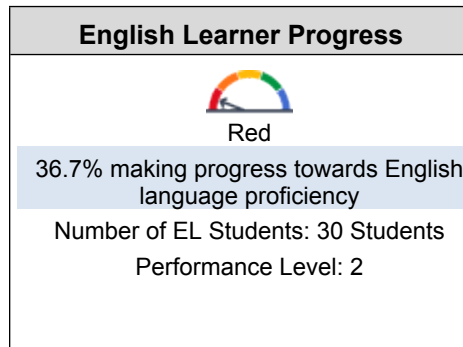 English Learner Progress
Red
36.7% making progress towards English
language proficiency
Number of EL Students: 30 Students
Performance Level: 2